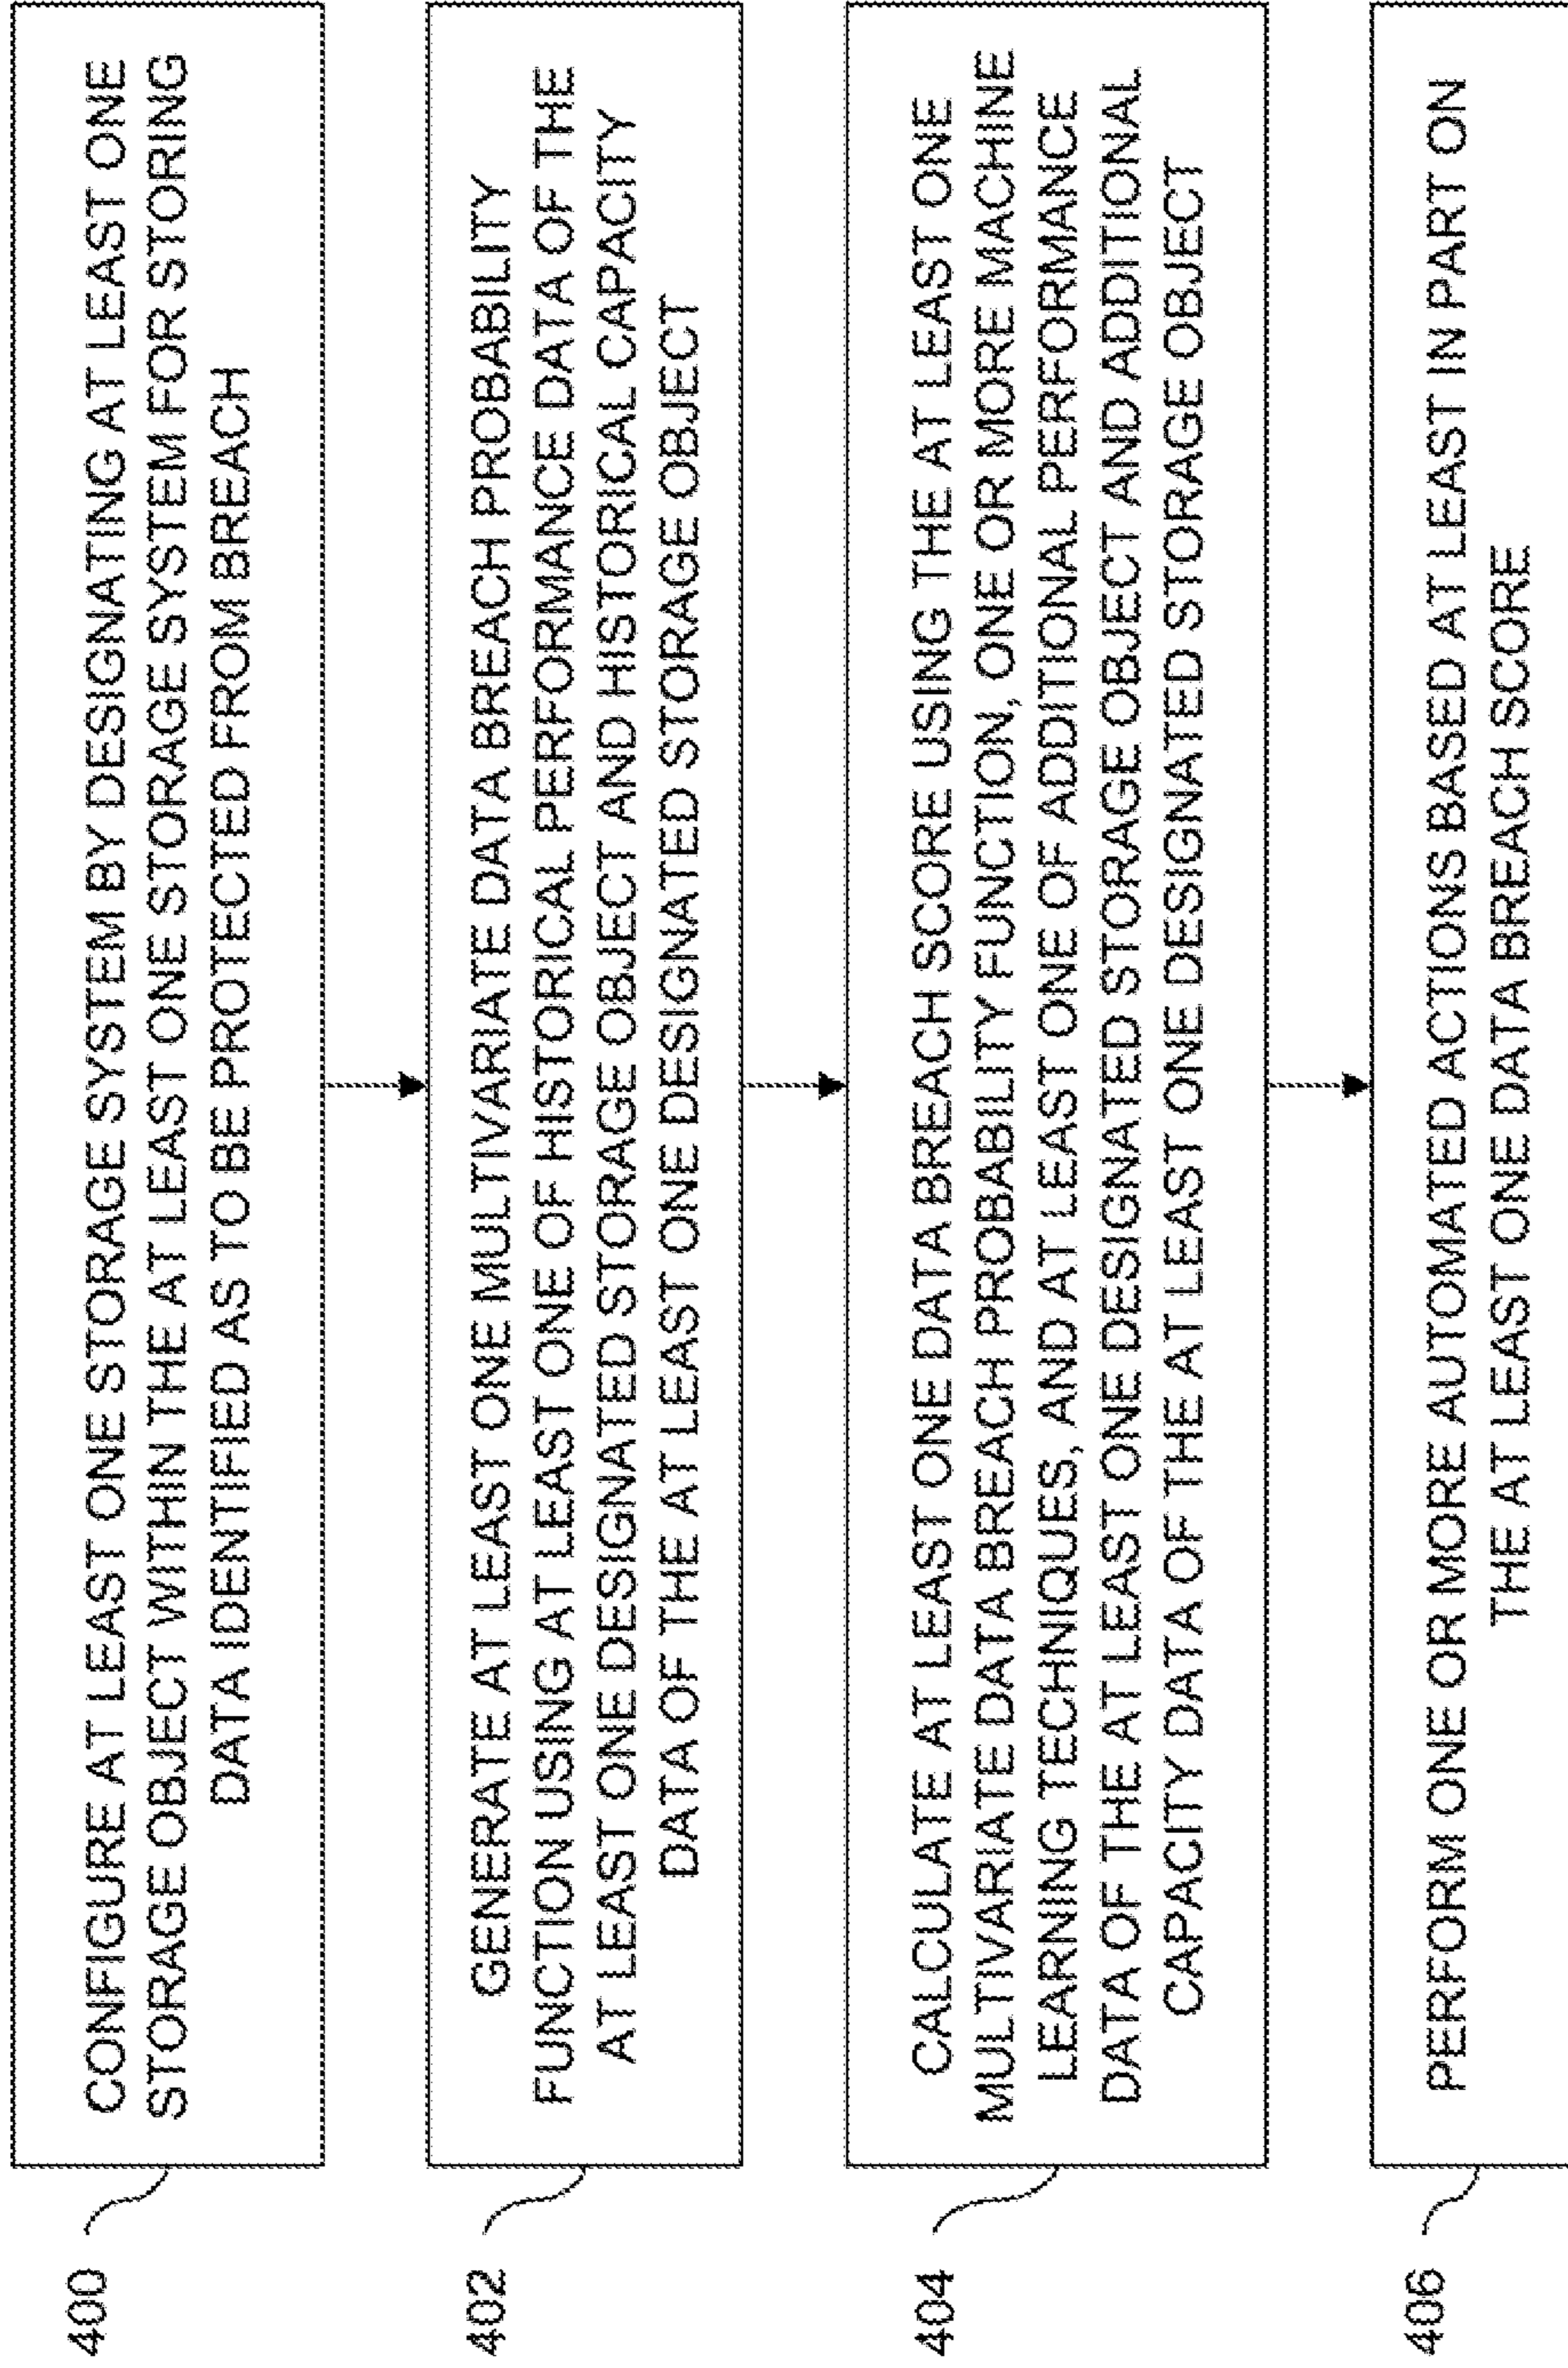 400
CONFIGURE AT LEAST ONE STORAGE SYSTEM BY DESIGNATING AT LEAST ONE
STORAGE OBJECT WITHIN THE AT LEAST ONE STORAGE SYSTEM FOR STORING
DATA IDENTIFIED AS TO BE PROTECTED FROM BREACH
402
GENERATE AT LEAST ONE MULTIVARIATE DATA BREACH PROBABILITY
FUNCTION USING AT LEAST ONE OF HISTORICAL PERFORMANCE DATA OF THE
AT LEAST ONE DESIGNATED STORAGE OBJECT AND HISTORICAL CAPACITY
DATA OF THE AT LEAST ONE DESIGNATED STORAGE OBJECT
404
CALCULATE AT LEAST ONE DATA BREACH SCORE USING THE AT LEAST ONE
MULTIVARIATE DATA BREACH PROBABILITY FUNCTION, ONE OR MORE MACHINE
LEARNING TECHNIQUES, AND AT LEAST ONE OF ADDITIONAL PERFORMANCE
DATA OF THE AT LEAST ONE DESIGNATED STORAGE OBJECT AND ADDITIONAL
CAPACITY DATA OF THE AT LEAST ONE DESIGNATED STORAGE OBJECT
406
PERFORM ONE OR MORE AUTOMATED ACTIONS BASED AT LEAST IN PART ON
THE AT LEAST ONE DATA BREACH SCORE